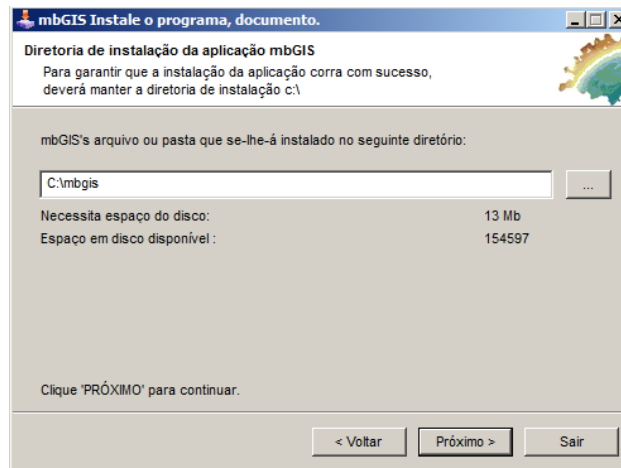 mbGIS Instale o programa, documento.
Diretoria de instalação da aplicação mbGIS
Para garantir que a instalação da aplicação corra com sucesso,
deverá manter a diretoria de instalação c:\
mbGIS's arquivo ou pasta que se-lhe-á instalado no seguinte diretório:
C:\mbgis
...
Necessita espaço do disco: 13 Mb
Espaço em disco disponível : 154597
Clique 'PRÓXIMO' para continuar.
< Voltar Próximo > Sair